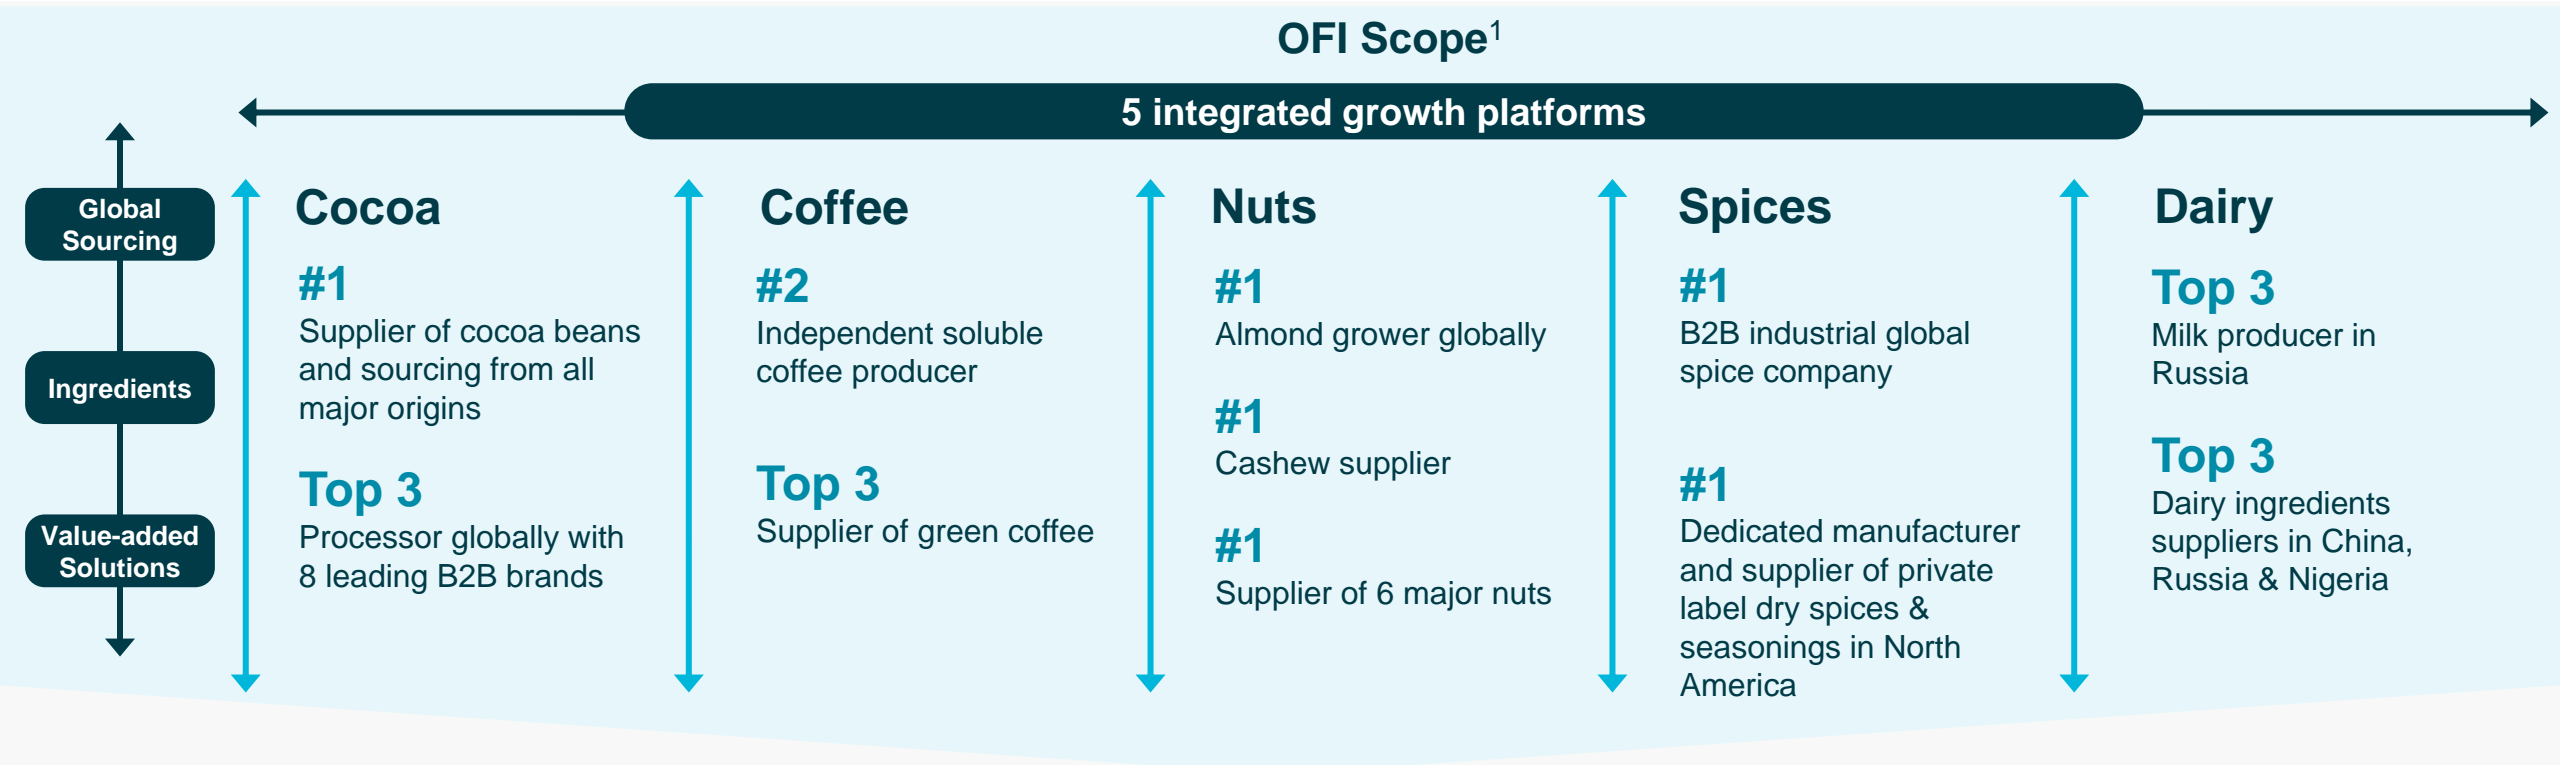 OFI Scope1
5 integrated growth platforms
Global
Sourcing
Ingredients
Value-added
Solutions
Cocoa
#1
Supplier of cocoa beans
and sourcing from all
major origins
Top 3
Processor globally with
8 leading B2B brands
Coffee
#2
Independent soluble
coffee producer
Top 3
Supplier of green coffee
Nuts
#1
Almond grower globally
#1
Cashew supplier
#1
Supplier of 6 major nuts
Spices
#1
B2B industrial global
spice company
#1
Dedicated manufacturer
and supplier of private
label dry spices &
seasonings in North
America
Dairy
Top 3
Milk producer in
Russia
Top 3
Dairy ingredients
suppliers in China,
Russia & Nigeria